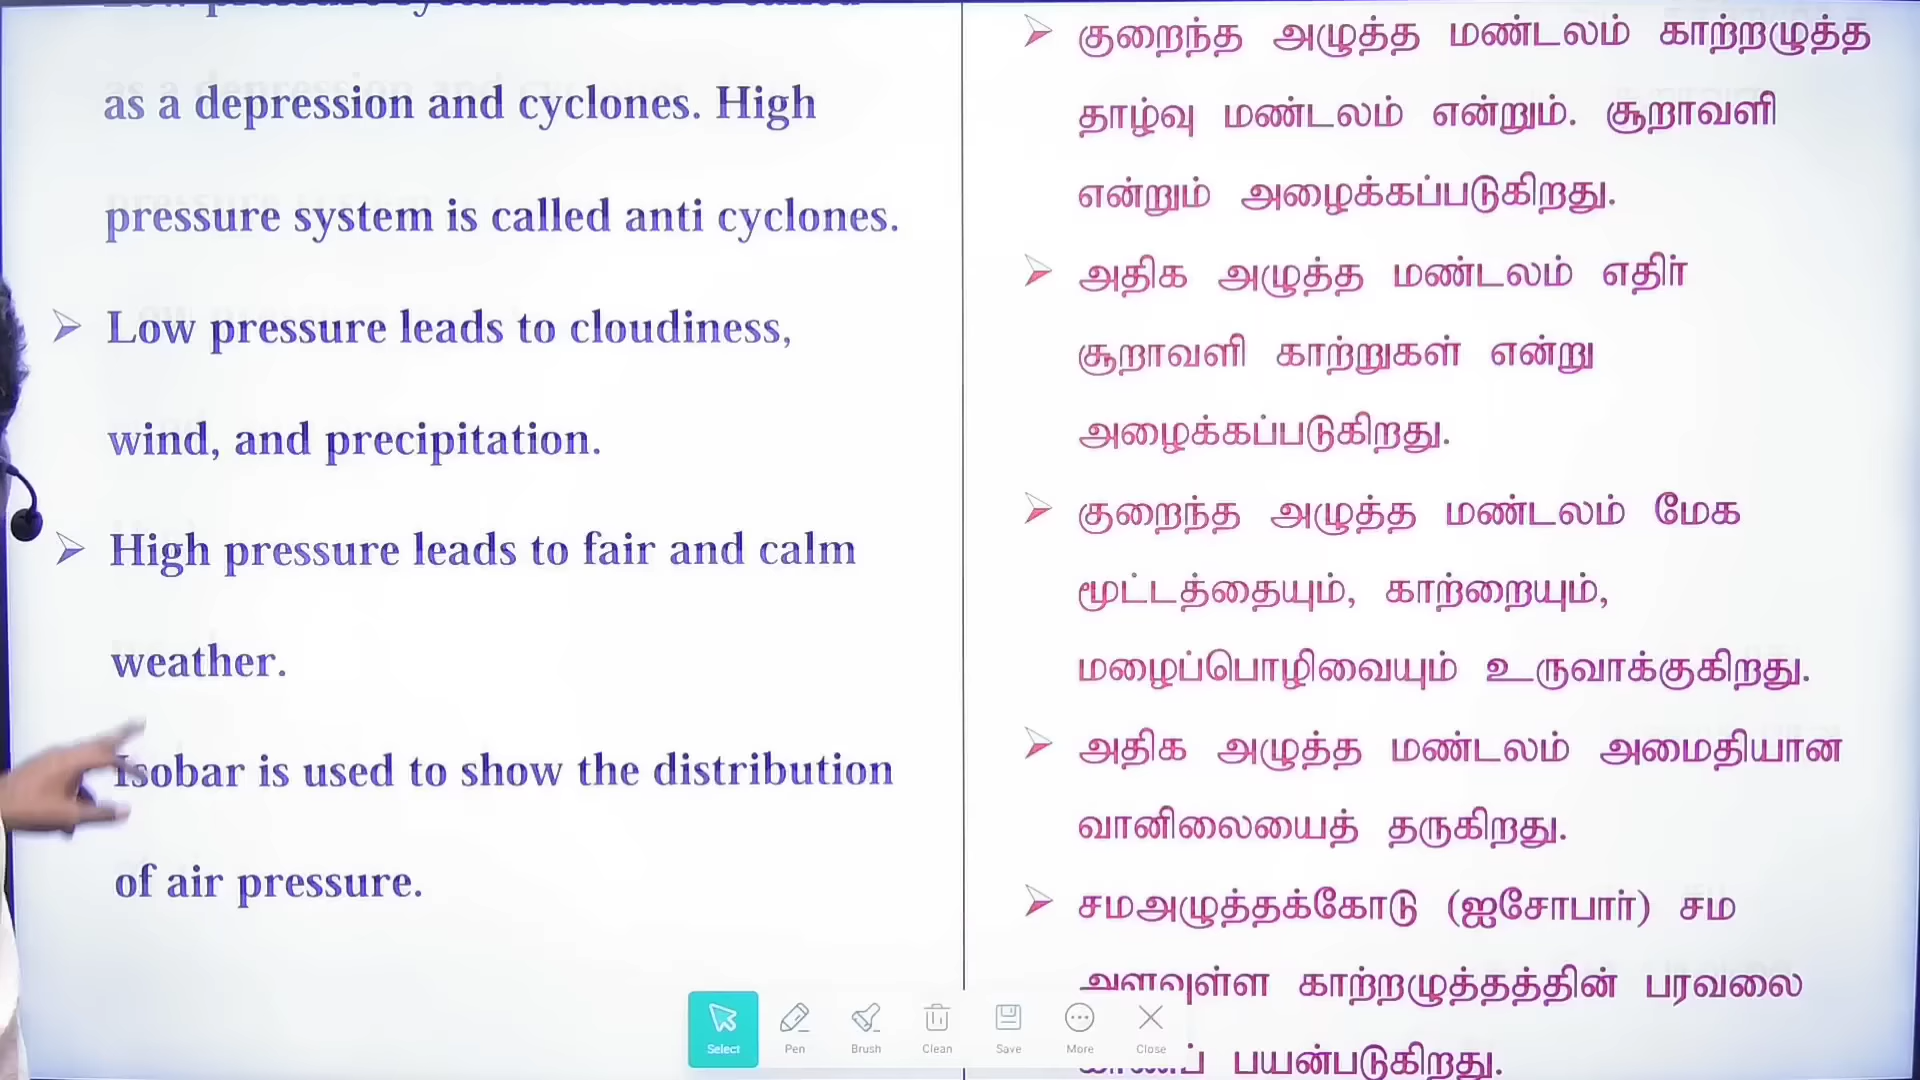 as a depression and cyclones. High
pressure system is called anti cyclones.
Low pressure leads to cloudiness,
wind, and precipitation.
High pressure leads to fair and calm
weather.
Isobar is used to show the distribution
of air pressure.
குறைந்த அழுத்த மண்டலம் காற்றழுத்த
தாழ்வு மண்டலம் என்றும். சூறாவளி
என்றும் அழைக்கப்படுகிறது.
அதிக அழுத்த மண்டலம் எதிர்
சூறாவளி காற்றுகள் என்று
அழைக்கப்படுகிறது.
குறைந்த அழுத்த மண்டலம் மேக
மூட்டத்தையும், காற்றையும்,
மழைப்பொழிவையும் உருவாக்குகிறது.
அதிக அழுத்த மண்டலம் அமைதியான
வானிலையைத் தருகிறது.
சமஅழுத்தக்கோடு (ஐசோபார்) சம
அளவுள்ள காற்றழுத்தத்தின் பரவலை
பயன்படுகிறது.
Select Pen Brush Clean Save More Close